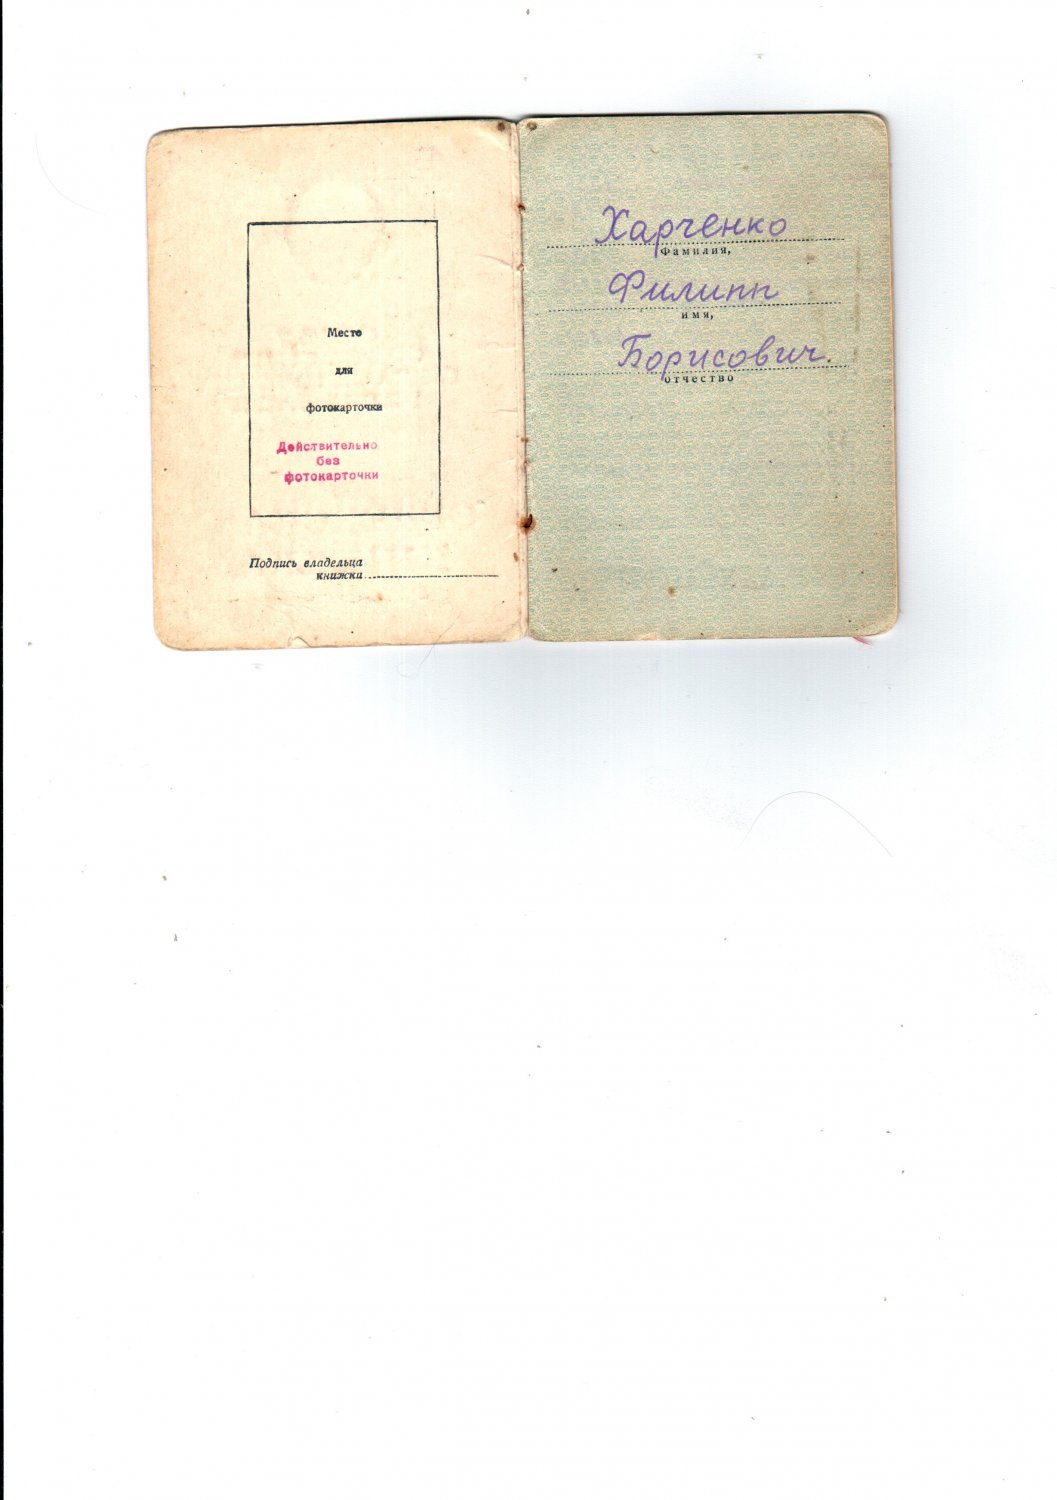 Место
для
фотокарточки
Действительно
без
фотокарточки
Подпись владельца
книжки
Харченко
Фамилия,
Филипп
имя,
Борисович.
отчество